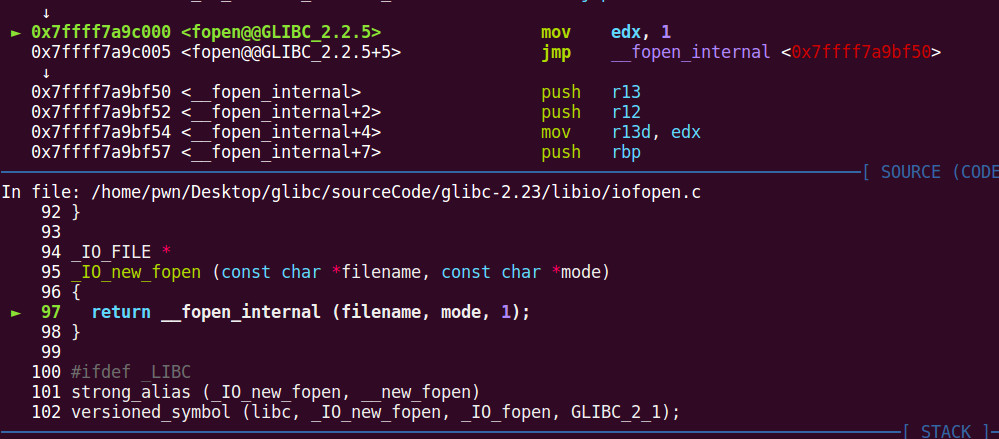 ↓
► 0x7ffff7a9c000 <fopen@@GLIBC_2.2.5> mov edx, 1
0x7ffff7a9c005 <fopen@@GLIBC_2.2.5+5> jmp __fopen_internal <0x7ffff7a9bf50>
↓
0x7ffff7a9bf50 <__fopen_internal> push r13
0x7ffff7a9bf52 <__fopen_internal+2> push r12
0x7ffff7a9bf54 <__fopen_internal+4> mov r13d, edx
0x7ffff7a9bf57 <__fopen_internal+7> push rbp
[ SOURCE (CODE
In file: /home/pwn/Desktop/glibc/sourceCode/glibc-2.23/libio/iofopen.c
92 }
93
94 _IO_FILE *
95 _IO_new_fopen (const char *filename, const char *mode)
96 {
► 97 return __fopen_internal (filename, mode, 1);
98 }
99
100 #ifdef _LIBC
101 strong_alias (_IO_new_fopen, __new_fopen)
102 versioned_symbol (libc, _IO_new_fopen, _IO_fopen, GLIBC_2_1);
[ STACK ]